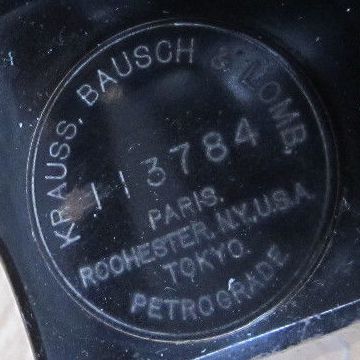 KRAUSS, BAUSCH & LOMB.
113784
PARIS.
ROCHESTER. N.Y., U.S.A.
TOKYO.
PETROGRADE